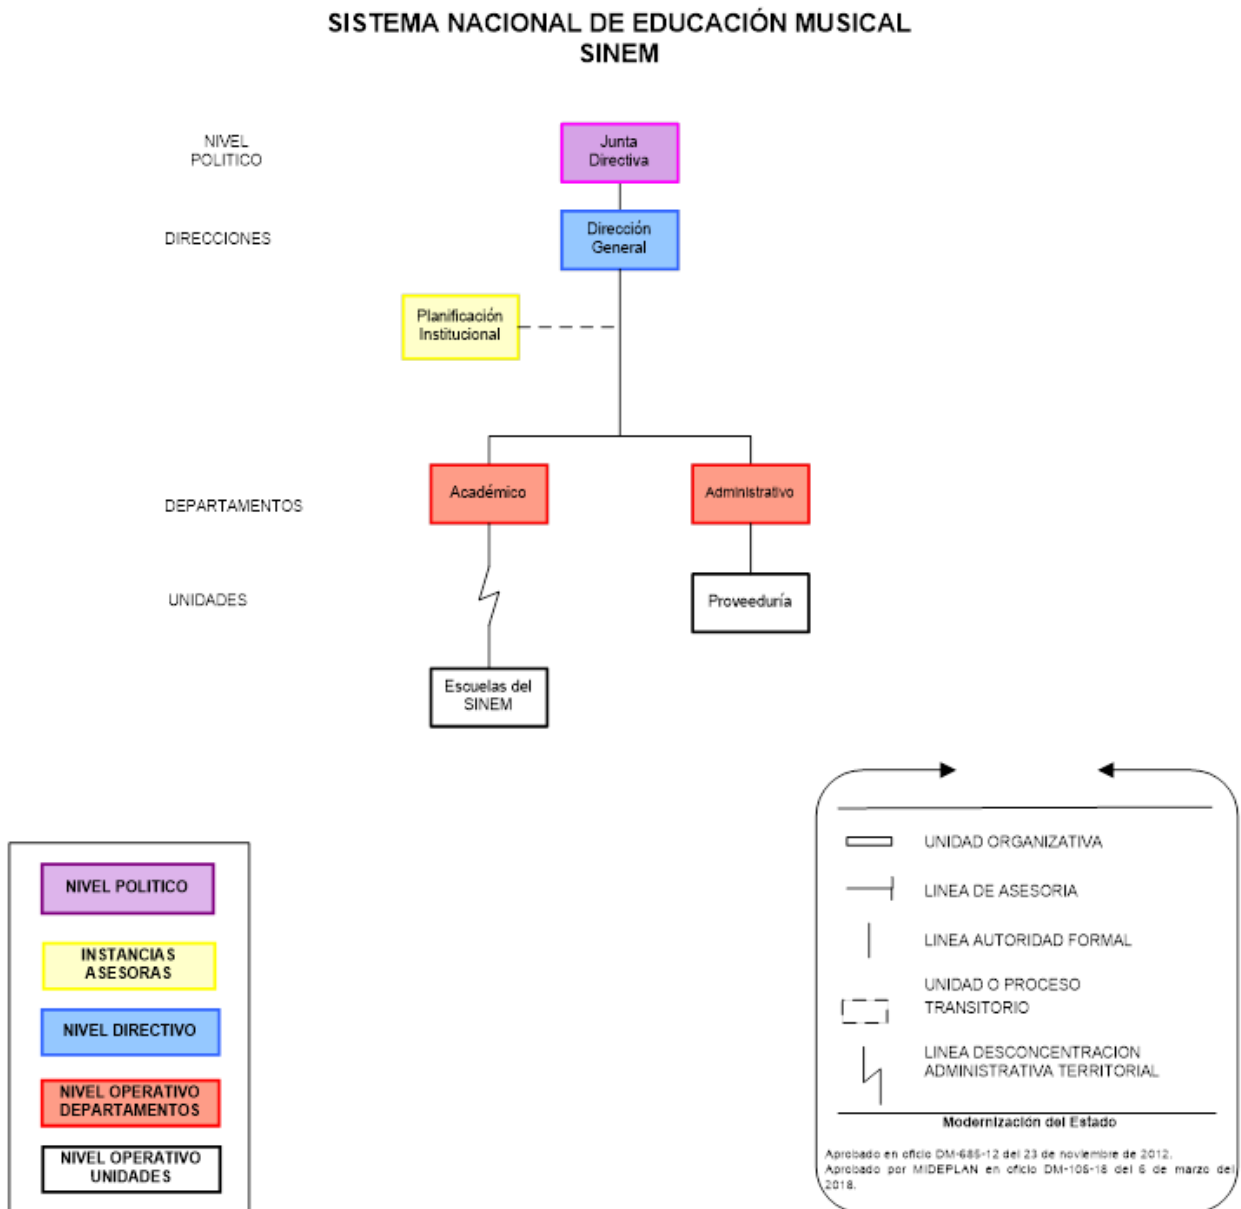 SISTEMA NACIONAL DE EDUCACIÓN MUSICAL
SINEM
NIVEL
POLITICO
Junta
Directiva
DIRECCIONES
Dirección
General
Planificación
Institucional
DEPARTAMENTOS
Académico
Administrativo
UNIDADES
Proveeduría
Escuelas del
SINEM
NIVEL POLITICO
INSTANCIAS
ASESORAS
NIVEL DIRECTIVO
NIVEL OPERATIVO
DEPARTAMENTOS
NIVEL OPERATIVO
UNIDADES
UNIDAD ORGANIZATIVA
LINEA DE ASESORIA
LINEA AUTORIDAD FORMAL
UNIDAD O PROCESO
TRANSITORIO
LINEA DESCONCENTRACION
ADMINISTRATIVA TERRITORIAL
Modernización del Estado
Aprobado en oficio DM-685-12 del 23 de noviembre de 2012.
Aprobado por MIDEPLAN en oficio DM-106-18 del 6 de marzo del
2018.